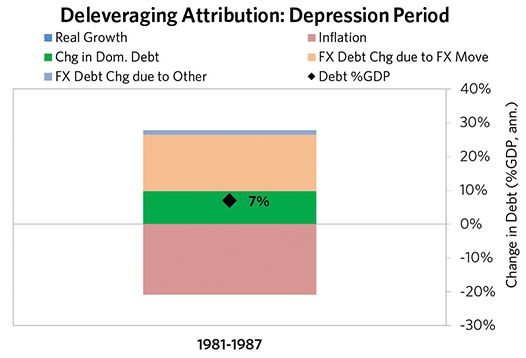 Deleveraging Attribution: Depression Period
Real Growth
Inflation
Chg in Dom. Debt
FX Debt Chg due to FX Move
FX Debt Chg due to Other
Debt %GDP
40%
30%
20%
10%
0%
-10%
-20%
-30%
Change in Debt (%GDP, ann.)
7%
1981-1987